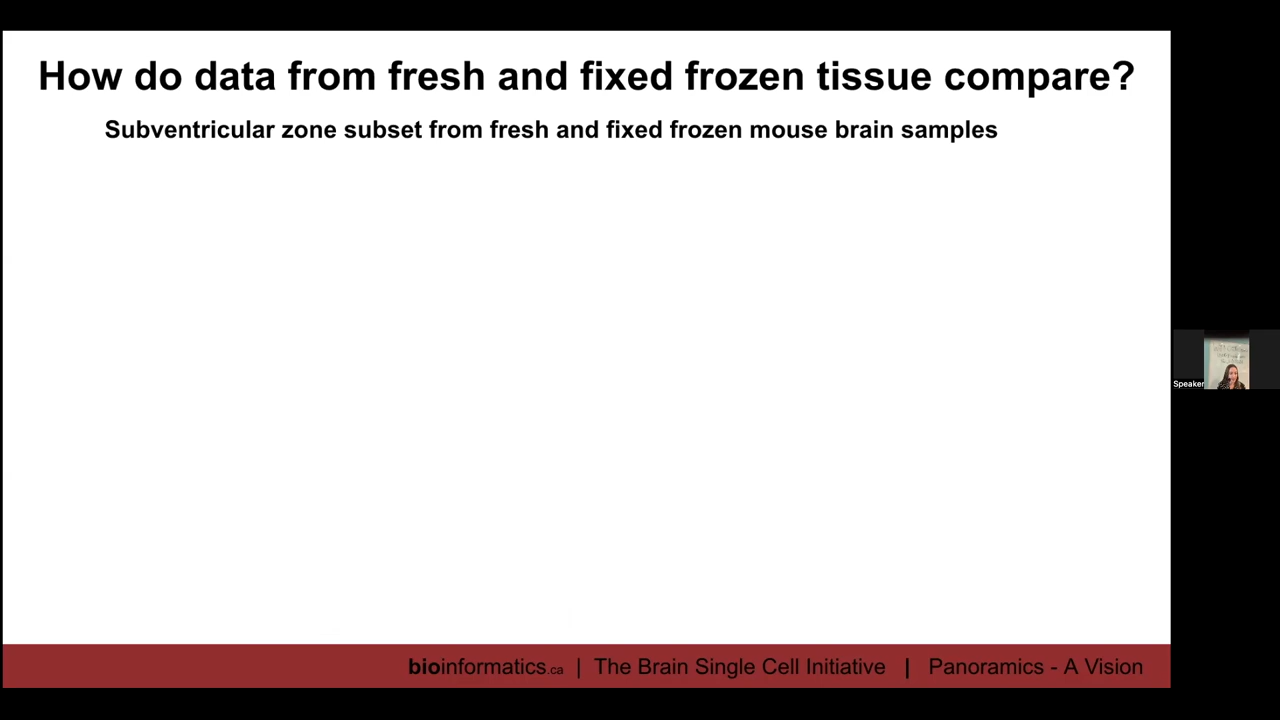 How do data from fresh and fixed frozen tissue compare?
Subventricular zone subset from fresh and fixed frozen mouse brain samples
Speaker
bioinformatics.ca | The Brain Single Cell Initiative | Panoramics - A Vision